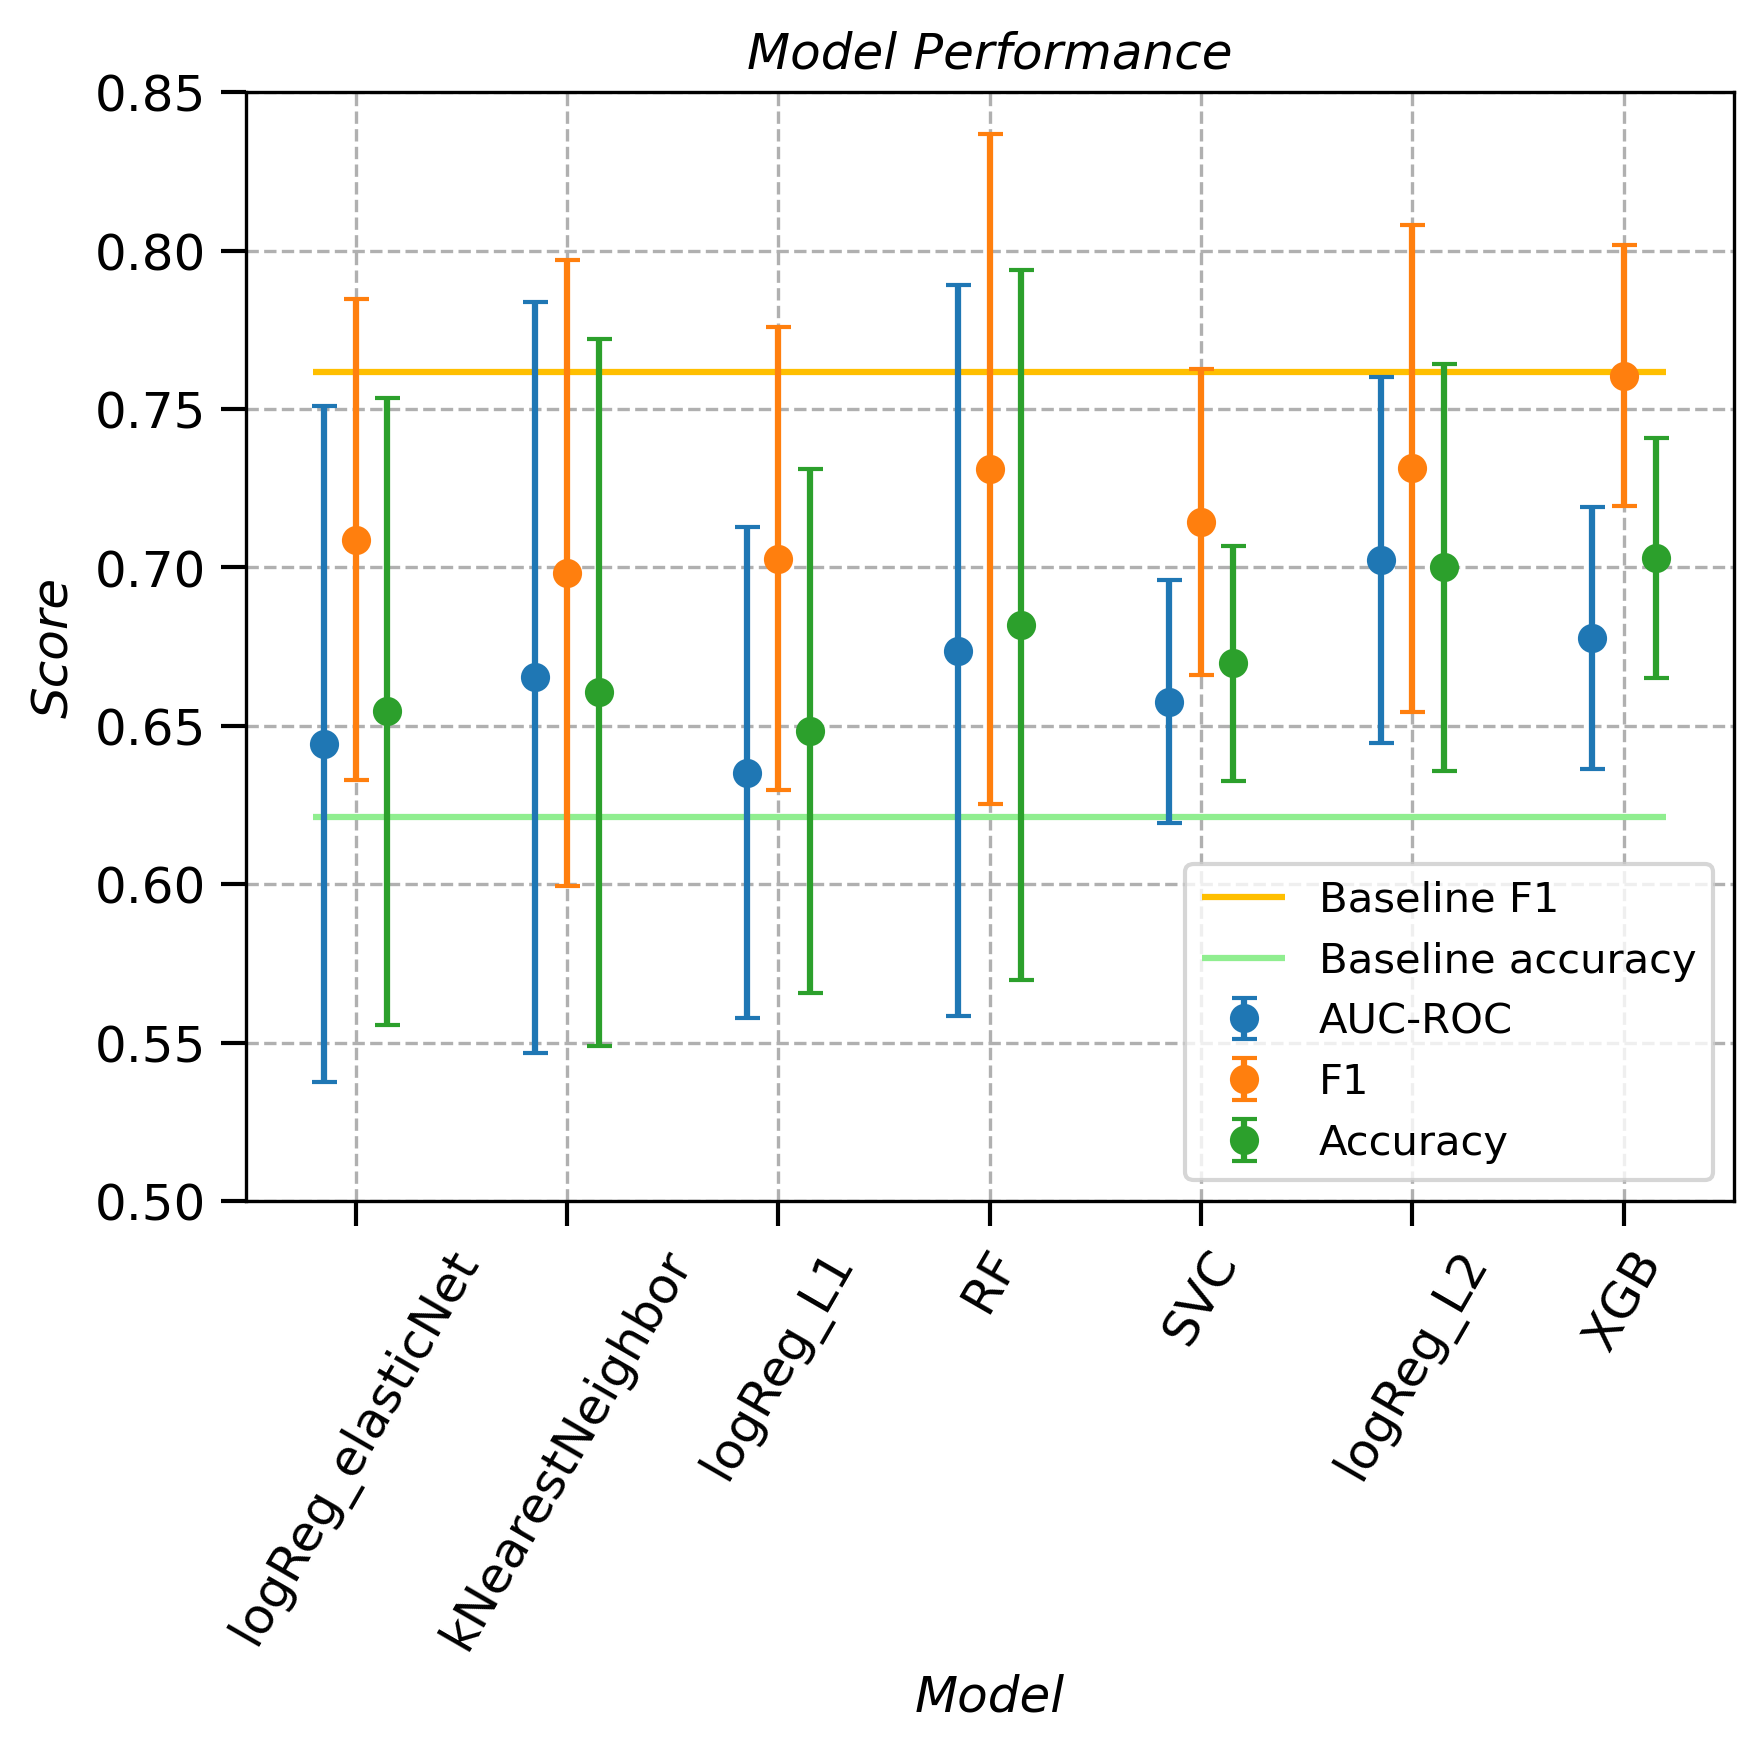 Model Performance
0.85
0.80
0.75
0.70
0.65
0.60
0.55
0.50
Score
Baseline F1
Baseline accuracy
AUC-ROC
F1
Accuracy
logReg_elasticNet
kNearestNeighbor
logReg_L1
RF
SVC
logReg_L2
XGB
Model